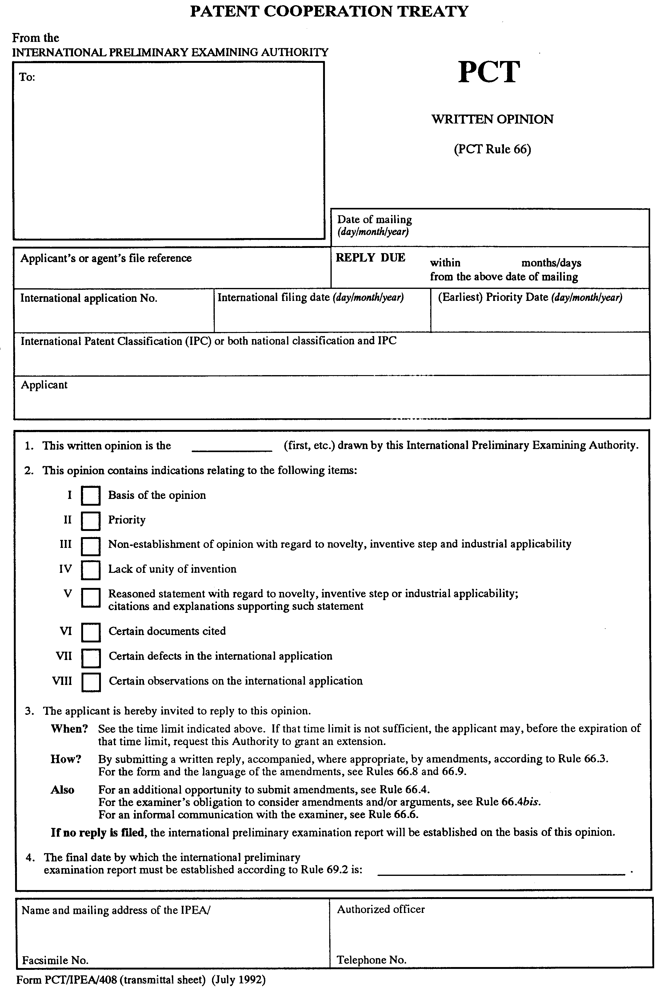 PATENT COOPERATION TREATY
From the
INTERNATIONAL PRELIMINARY EXAMINING AUTHORITY
To:
PCT
WRITTEN OPINION
(PCT Rule 66)
Date of mailing
(day/month/year)
Applicant's or agent's file reference
REPLY DUE within months/days
from the above date of mailing
International application No.
International filing date (day/month/year)
(Earliest) Priority Date (day/month/year)
International Patent Classification (IPC) or both national classification and IPC
Applicant
1. This written opinion is the __________ (first, etc.) drawn by this International Preliminary Examining Authority.
2. This opinion contains indications relating to the following items:
I Basis of the opinion
II Priority
III Non-establishment of opinion with regard to novelty, inventive step and industrial applicability
IV Lack of unity of invention
V Reasoned statement with regard to novelty, inventive step or industrial applicability;
citations and explanations supporting such statement
VI Certain documents cited
VII Certain defects in the international application
VIII Certain observations on the international application
3. The applicant is hereby invited to reply to this opinion.
When? See the time limit indicated above. If that time limit is not sufficient, the applicant may, before the expiration of
that time limit, request this Authority to grant an extension.
How? By submitting a written reply, accompanied, where appropriate, by amendments, according to Rule 66.3.
For the form and the language of the amendments, see Rules 66.8 and 66.9.
Also For an additional opportunity to submit amendments, see Rule 66.4.
For the examiner's obligation to consider amendments and/or arguments, see Rule 66.4bis.
For an informal communication with the examiner, see Rule 66.6.
If no reply is filed, the international preliminary examination report will be established on the basis of this opinion.
4. The final date by which the international preliminary
examination report must be established according to Rule 69.2 is: ______________________________ .
Name and mailing address of the IPEA/
Facsimile No.
Authorized officer
Telephone No.
Form PCT/IPEA/408 (transmittal sheet) (July 1992)